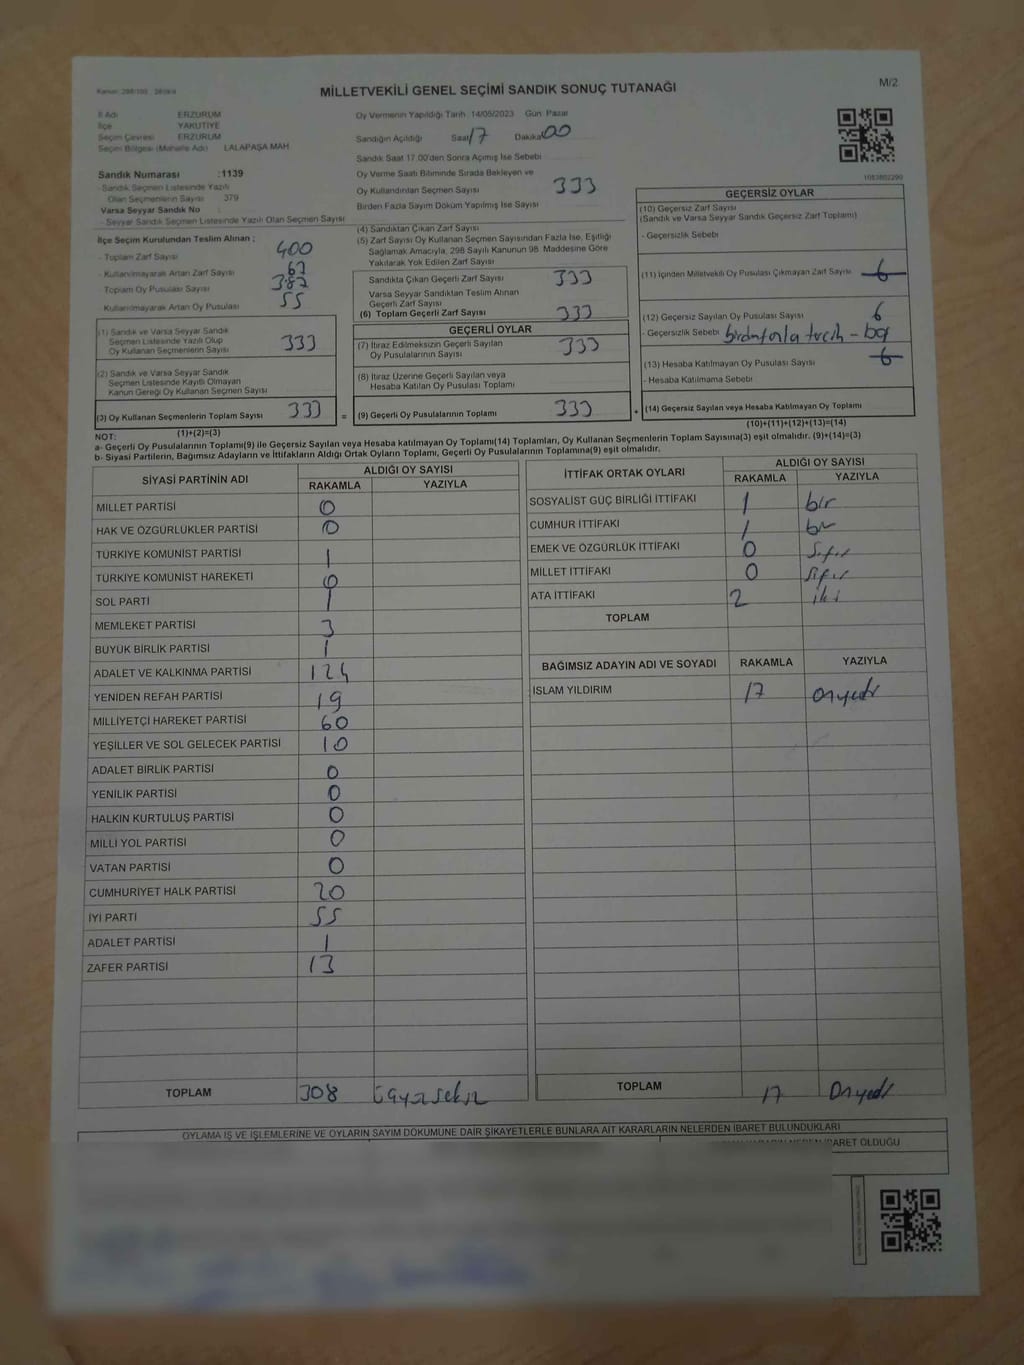 MİLLETVEKİLİ GENEL SEÇİMİ SANDIK SONUÇ TUTANAĞI
M/2
İl Adı ERZURUM
İlçe YAKUTİYE
Seçim Çevresi ERZURUM
Seçim Bölgesi (Mahalle Adı) LALAPAŞA MAH
Sandık Numarası :1139
- Sandık Seçmen Listesinde Yazılı
Olan Seçmenlerin Sayısı 379
Varsa Seyyar Sandık No :
- Seyyar Sandık Seçmen Listesinde Yazılı Olan Seçmen Sayısı
Oy Vermenin Yapıldığı Tarih 14/05/2023 Gün Pazar
Sandığın Açıldığı Saat 17 Dakika 00
Sandık Saat 17.00'den Sonra Açımış İse Sebebi
Oy Verme Saati Bitiminde Sırada Bekleyen ve
Oy Kullandırılan Seçmen Sayısı 333
Birden Fazla Sayım Döküm Yapılmış İse Sayısı
1083802290
İlçe Seçim Kurulundan Teslim Alınan ;
- Toplam Zarf Sayısı 400
- Kullanılmayarak Artan Zarf Sayısı 67
Toplam Oy Pusulası Sayısı 387
Kullanılmayarak Artan Oy Pusulası 55
(1) Sandık ve Varsa Seyyar Sandık
Seçmen Listesinde Yazılı Olup
Oy Kullanan Seçmenlerin Sayısı 333
(2) Sandık ve Varsa Seyyar Sandık
Seçmen Listesinde Kayıtlı Olmayan
Kanun Gereği Oy Kullanan Seçmen Sayısı
(3) Oy Kullanan Seçmenlerin Toplam Sayısı 333 =
(1)+(2)=(3)
(4) Sandıktan Çıkan Zarf Sayısı
(5) Zarf Sayısı Oy Kullanan Seçmen Sayısından Fazla İse, Eşitliği
Sağlamak Amacıyla, 298 Sayılı Kanunun 98. Maddesine Göre
Yakılarak Yok Edilen Zarf Sayısı
Sandıkta Çıkan Geçerli Zarf Sayısı 333
Varsa Seyyar Sandıktan Teslim Alınan
Geçerli Zarf Sayısı
(6) Toplam Geçerli Zarf Sayısı 333
GEÇERLİ OYLAR
(7) İtiraz Edilmeksizin Geçerli Sayılan
Oy Pusulalarının Sayısı 333
(8) İtiraz Üzerine Geçerli Sayılan veya
Hesaba Katılan Oy Pusulası Toplamı
(9) Geçerli Oy Pusulalarının Toplamı 333 +
GEÇERSİZ OYLAR
(10) Geçersiz Zarf Sayısı
(Sandık ve Varsa Seyyar Sandık Geçersiz Zarf Toplamı)
- Geçersizlik Sebebi
(11) İçinden Milletvekili Oy Pusulası Çıkmayan Zarf Sayısı 6
(12) Geçersiz Sayılan Oy Pusulası Sayısı 6
- Geçersizlik Sebebi birdenfazla tercih - boş
(13) Hesaba Katılmayan Oy Pusulası Sayısı 6
- Hesaba Katılmama Sebebi
(14) Geçersiz Sayılan veya Hesaba Katılmayan Oy Toplamı
(10)+(11)+(12)+(13)=(14)
NOT:
a- Geçerli Oy Pusulalarının Toplamı(9) ile Geçersiz Sayılan veya Hesaba katılmayan Oy Toplamı(14) Toplamları, Oy Kullanan Seçmenlerin Toplam Sayısına(3) eşit olmalıdır. (9)+(14)=(3)
b- Siyasi Partilerin, Bağımsız Adayların ve İttifakların Aldığı Ortak Oyların Toplamı, Geçerli Oy Pusulalarının Toplamına(9) eşit olmalıdır.
SİYASİ PARTİNİN ADI ALDIĞI OY SAYISI
RAKAMLA YAZIYLA
MİLLET PARTİSİ 0
HAK VE ÖZGÜRLÜKLER PARTİSİ 0
TÜRKİYE KOMÜNİST PARTİSİ 1
TÜRKİYE KOMÜNİST HAREKETİ 0
SOL PARTİ 1
MEMLEKET PARTİSİ 3
BÜYÜK BİRLİK PARTİSİ 1
ADALET VE KALKINMA PARTİSİ 124
YENİDEN REFAH PARTİSİ 19
MİLLİYETÇİ HAREKET PARTİSİ 60
YEŞİLLER VE SOL GELECEK PARTİSİ 10
ADALET BİRLİK PARTİSİ 0
YENİLİK PARTİSİ 0
HALKIN KURTULUŞ PARTİSİ 0
MİLLİ YOL PARTİSİ 0
VATAN PARTİSİ 0
CUMHURİYET HALK PARTİSİ 20
İYİ PARTİ 55
ADALET PARTİSİ 1
ZAFER PARTİSİ 13
TOPLAM 308 üçyüzsekiz
İTTİFAK ORTAK OYLARI ALDIĞI OY SAYISI
RAKAMLA YAZIYLA
SOSYALİST GÜÇ BİRLİĞİ İTTİFAKI 1 bir
CUMHUR İTTİFAKI 1 bir
EMEK VE ÖZGÜRLÜK İTTİFAKI 0 Sıfır
MİLLET İTTİFAKI 0 Sıfır
ATA İTTİFAKI 2 iki
TOPLAM
BAĞIMSIZ ADAYIN ADI VE SOYADI RAKAMLA YAZIYLA
İSLAM YILDIRIM 17 onyedi
TOPLAM 17 Onyedi
OYLAMA İŞ VE İŞLEMLERİNE VE OYLARIN SAYIM DÖKÜMÜNE DAİR ŞİKAYETLERLE BUNLARA AİT KARARLARIN NELERDEN İBARET BULUNDUKLARI
İBARET OLDUĞU